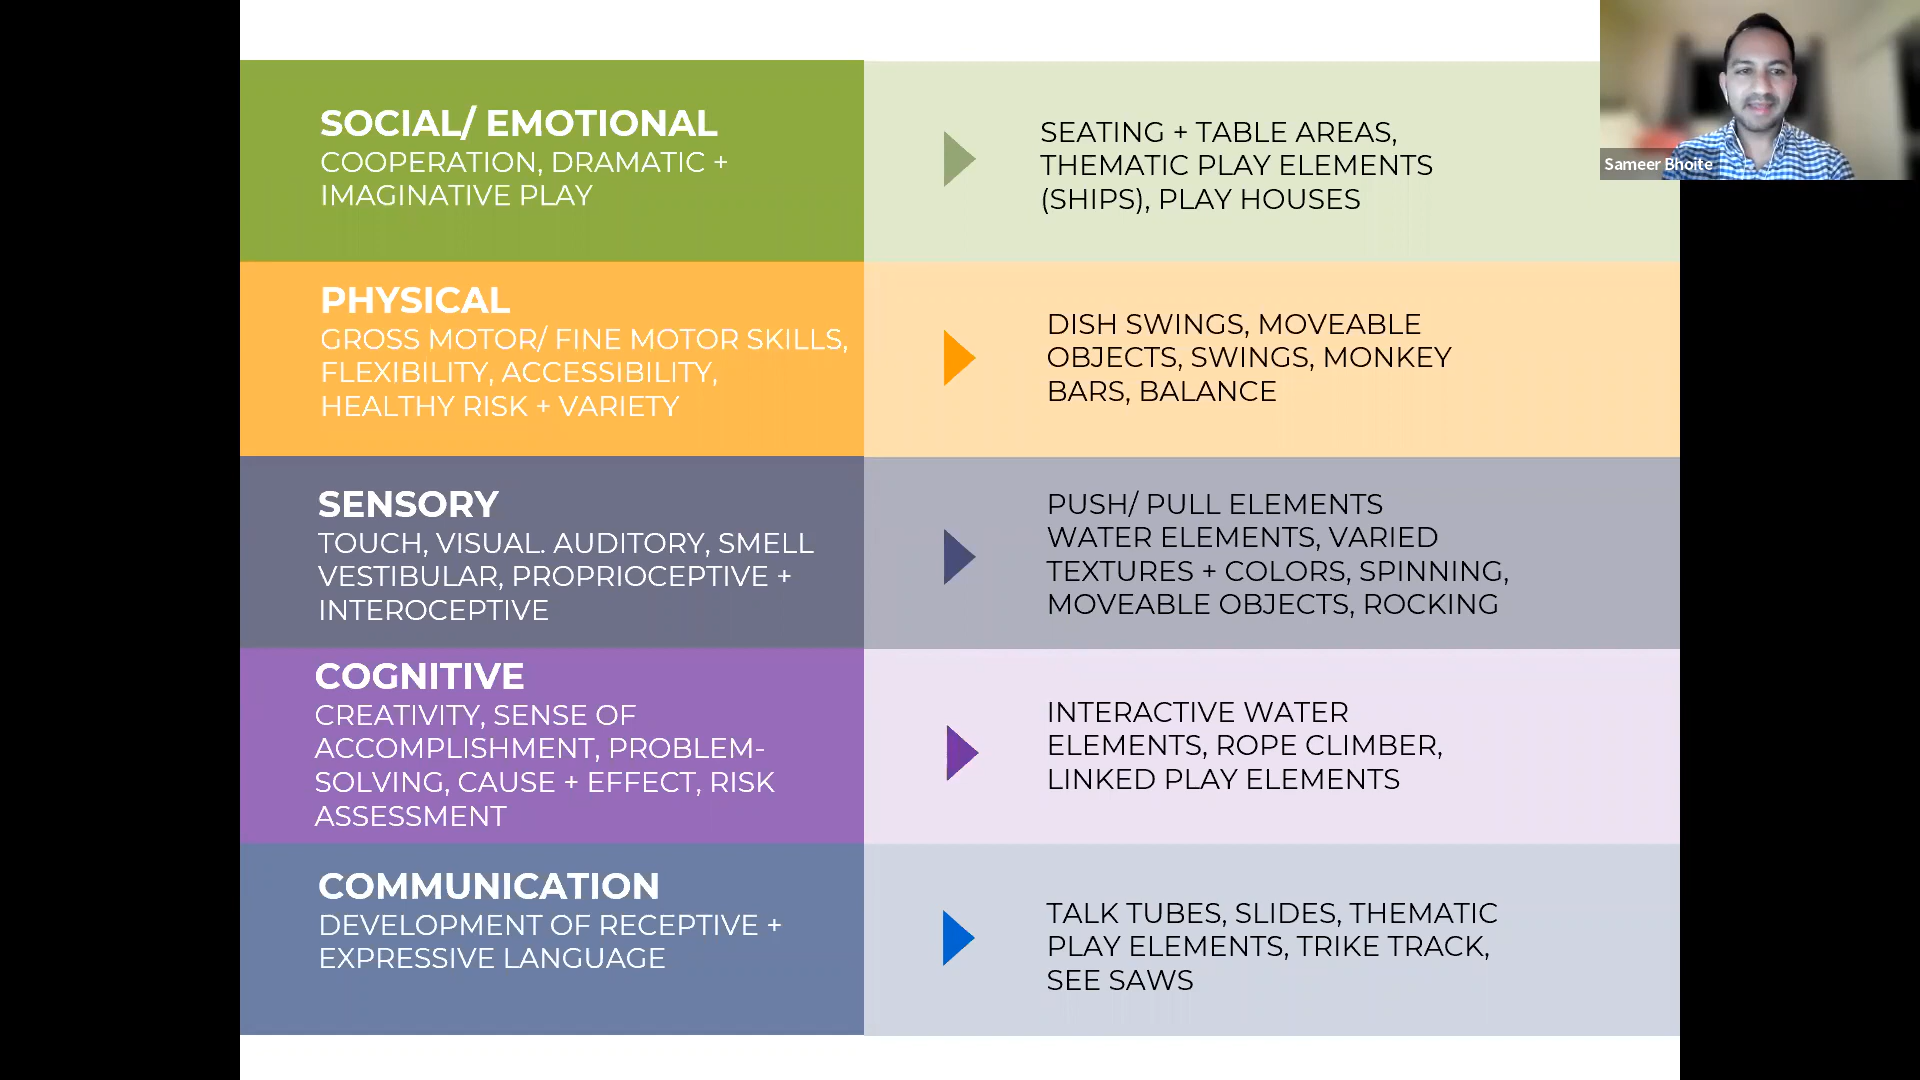 SOCIAL/ EMOTIONAL
COOPERATION, DRAMATIC +
IMAGINATIVE PLAY
SEATING + TABLE AREAS,
THEMATIC PLAY ELEMENTS
(SHIPS), PLAY HOUSES
Sameer Bhoite
PHYSICAL
GROSS MOTOR/ FINE MOTOR SKILLS,
FLEXIBILITY, ACCESSIBILITY,
HEALTHY RISK + VARIETY
DISH SWINGS, MOVEABLE
OBJECTS, SWINGS, MONKEY
BARS, BALANCE
SENSORY
TOUCH, VISUAL. AUDITORY, SMELL
VESTIBULAR, PROPRIOCEPTIVE +
INTEROCEPTIVE
PUSH/ PULL ELEMENTS
WATER ELEMENTS, VARIED
TEXTURES + COLORS, SPINNING,
MOVEABLE OBJECTS, ROCKING
COGNITIVE
CREATIVITY, SENSE OF
ACCOMPLISHMENT, PROBLEM-
SOLVING, CAUSE + EFFECT, RISK
ASSESSMENT
INTERACTIVE WATER
ELEMENTS, ROPE CLIMBER,
LINKED PLAY ELEMENTS
COMMUNICATION
DEVELOPMENT OF RECEPTIVE +
EXPRESSIVE LANGUAGE
TALK TUBES, SLIDES, THEMATIC
PLAY ELEMENTS, TRIKE TRACK,
SEE SAWS